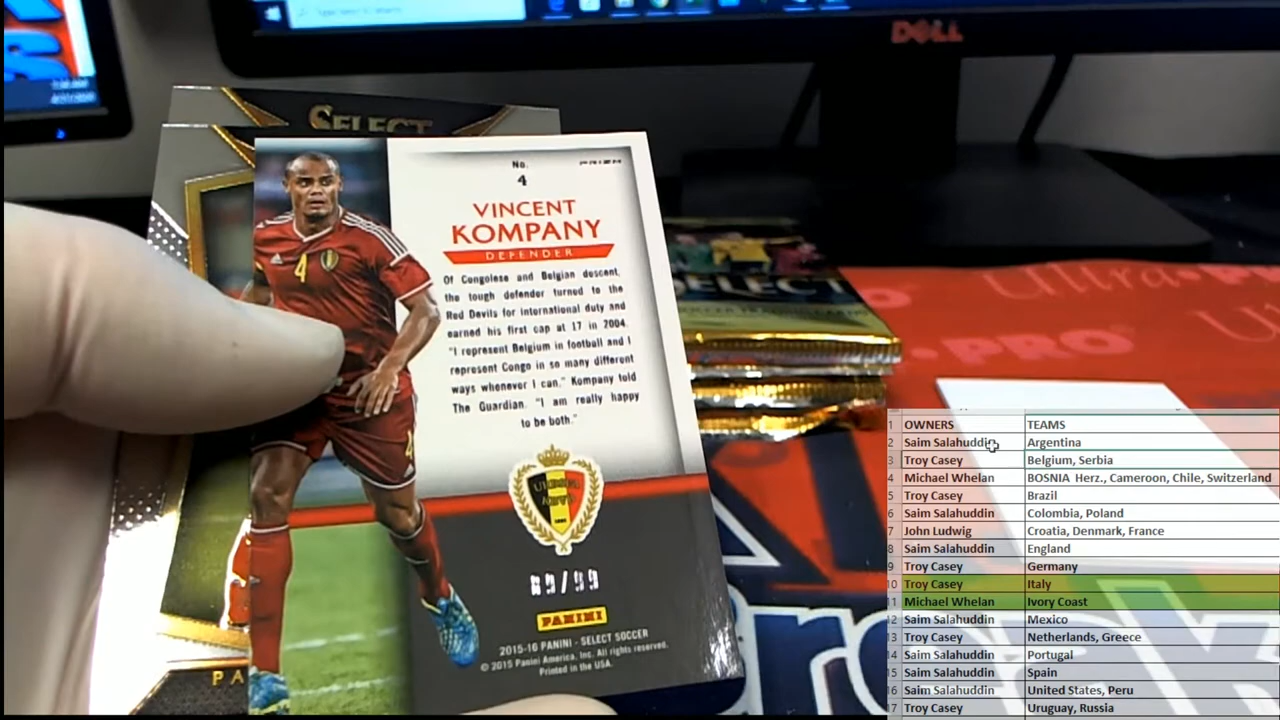 DELL
SELECT
No.
4
VINCENT
KOMPANY
DEFENDER
Of Congolese and Belgian descent,
the tough defender turned to the
Red Devils for international duty and
earned his first cap at 17 in 2004.
"I represent Belgium in football and I
represent Congo in so many different
ways whenever I can," Kompany told
The Guardian. "I am really happy
to be both."
89/99
PANINI
2015-16 PANINI - SELECT SOCCER
© 2015 Panini America, Inc. All rights reserved.
Printed in the USA.
PA
SELECT
PRO
1 OWNERS TEAMS
2 Saim Salahuddin Argentina
3 Troy Casey Belgium, Serbia
4 Michael Whelan BOSNIA Herz., Cameroon, Chile, Switzerland
5 Troy Casey Brazil
6 Saim Salahuddin Colombia, Poland
7 John Ludwig Croatia, Denmark, France
8 Saim Salahuddin England
9 Troy Casey Germany
10 Troy Casey Italy
11 Michael Whelan Ivory Coast
12 Saim Salahuddin Mexico
13 Troy Casey Netherlands, Greece
14 Saim Salahuddin Portugal
15 Saim Salahuddin Spain
16 Saim Salahuddin United States, Peru
17 Troy Casey Uruguay, Russia